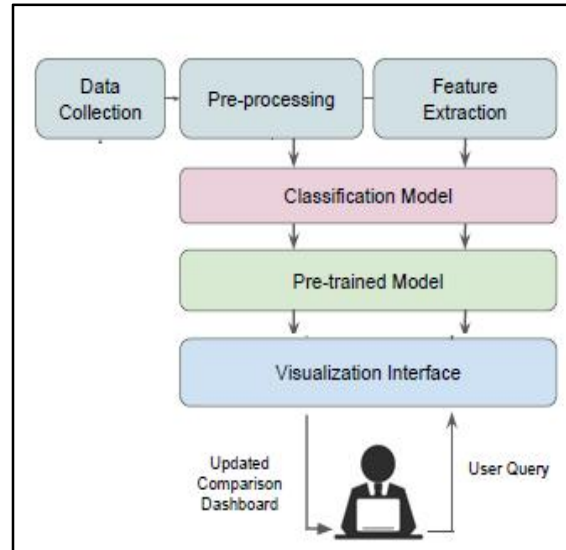 Data
Collection
Pre-processing
Feature
Extraction
Classification Model
Pre-trained Model
Visualization Interface
Updated
Comparison
Dashboard
User Query